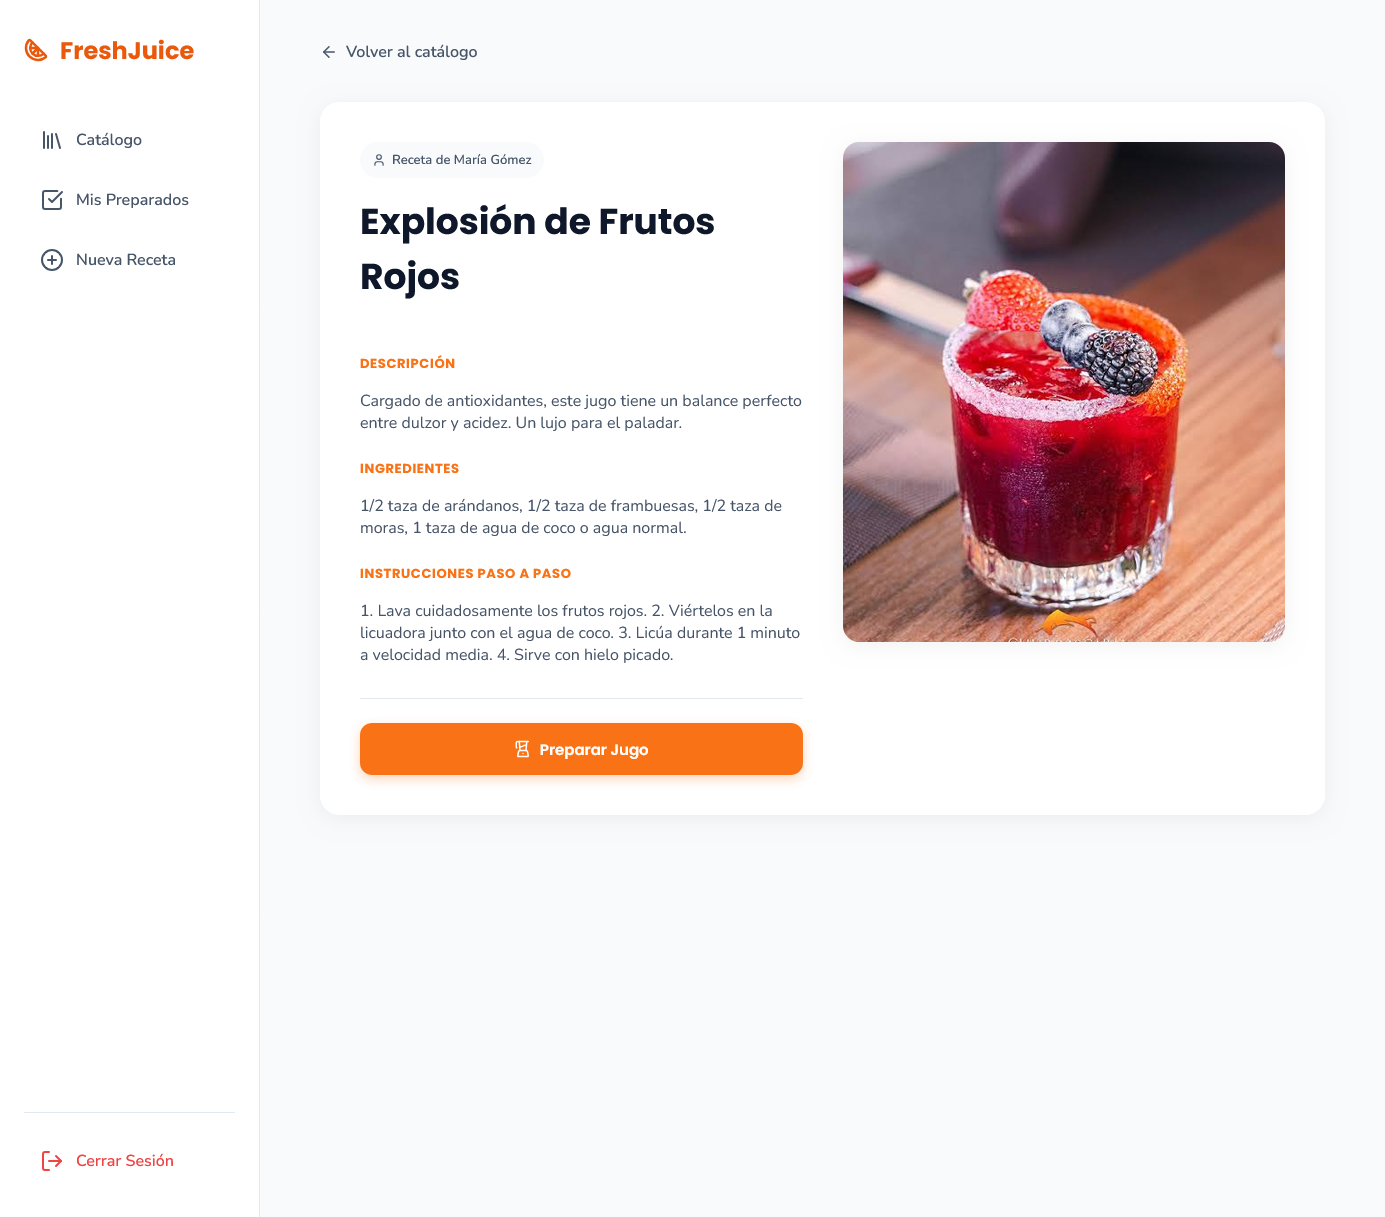 FreshJuice
Catálogo
Mis Preparados
Nueva Receta
Cerrar Sesión
Volver al catálogo
Receta de María Gómez
Explosión de Frutos
Rojos
DESCRIPCIÓN
Cargado de antioxidantes, este jugo tiene un balance perfecto
entre dulzor y acidez. Un lujo para el paladar.
INGREDIENTES
1/2 taza de arándanos, 1/2 taza de frambuesas, 1/2 taza de
moras, 1 taza de agua de coco o agua normal.
INSTRUCCIONES PASO A PASO
1. Lava cuidadosamente los frutos rojos. 2. Viértelos en la
licuadora junto con el agua de coco. 3. Licúa durante 1 minuto
a velocidad media. 4. Sirve con hielo picado.
Preparar Jugo